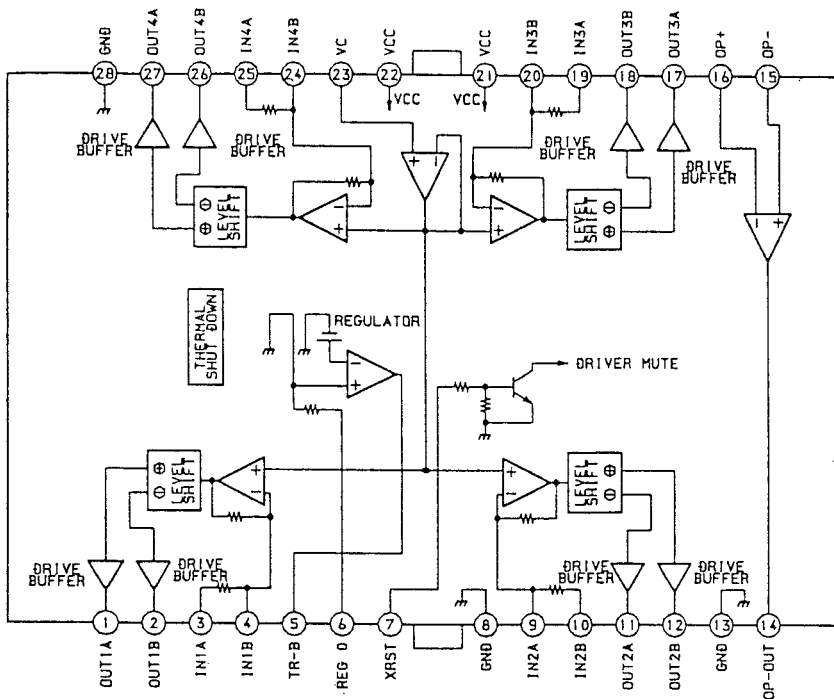 GND OUT4A OUT4B IN4A IN4B VC VCC VCC IN3B IN3A OUT3B OUT3A OP+ OP-
28 27 26 25 24 23 22 21 20 19 18 17 16 15
VCC VCC
DRIVE BUFFER
DRIVE BUFFER
DRIVE BUFFER
DRIVE BUFFER
+ -
⊖ ⊕ LEVEL SHIFT
- +
- +
LEVEL SHIFT ⊖ ⊕
- +
THERMAL SHUT DOWN
REGULATOR
- +
DRIVER MUTE
LEVEL SHIFT ⊕ ⊖
+ -
+ -
LEVEL SHIFT ⊕ ⊖
DRIVE BUFFER
DRIVE BUFFER
DRIVE BUFFER
DRIVE BUFFER
1 2 3 4 5 6 7 8 9 10 11 12 13 14
OUT1A OUT1B IN1A IN1B TR-B REG O XRST GND IN2A IN2B OUT2A OUT2B GND OP-OUT